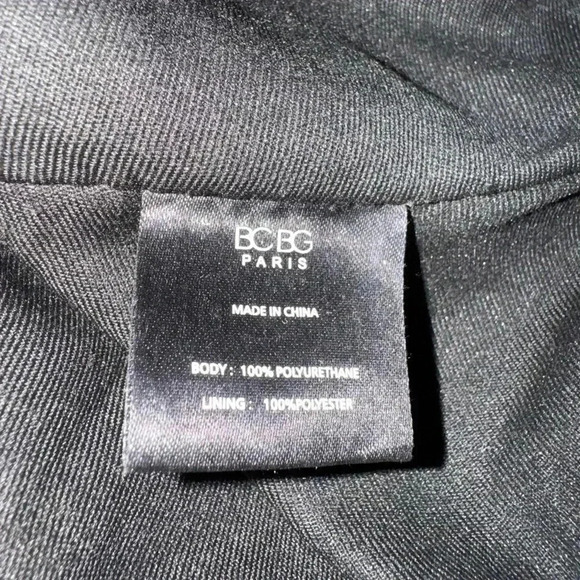 BCBG
PARIS
MADE IN CHINA
BODY : 100% POLYURETHANE
LINING : 100%POLYESTER